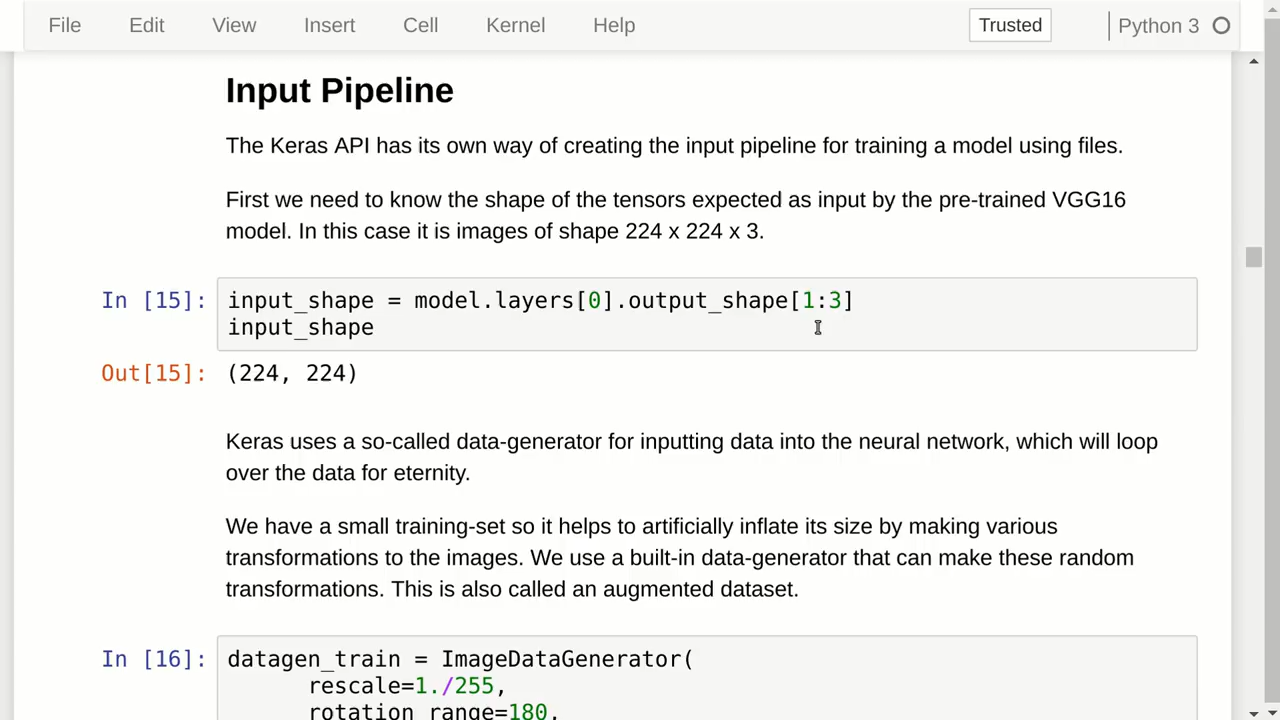 File Edit View Insert Cell Kernel Help Trusted Python 3
Input Pipeline
The Keras API has its own way of creating the input pipeline for training a model using files.
First we need to know the shape of the tensors expected as input by the pre-trained VGG16
model. In this case it is images of shape 224 x 224 x 3.
In [15]: input_shape = model.layers[0].output_shape[1:3]
input_shape
Out[15]: (224, 224)
Keras uses a so-called data-generator for inputting data into the neural network, which will loop
over the data for eternity.
We have a small training-set so it helps to artificially inflate its size by making various
transformations to the images. We use a built-in data-generator that can make these random
transformations. This is also called an augmented dataset.
In [16]: datagen_train = ImageDataGenerator(
rescale=1./255,
rotation_range=180,